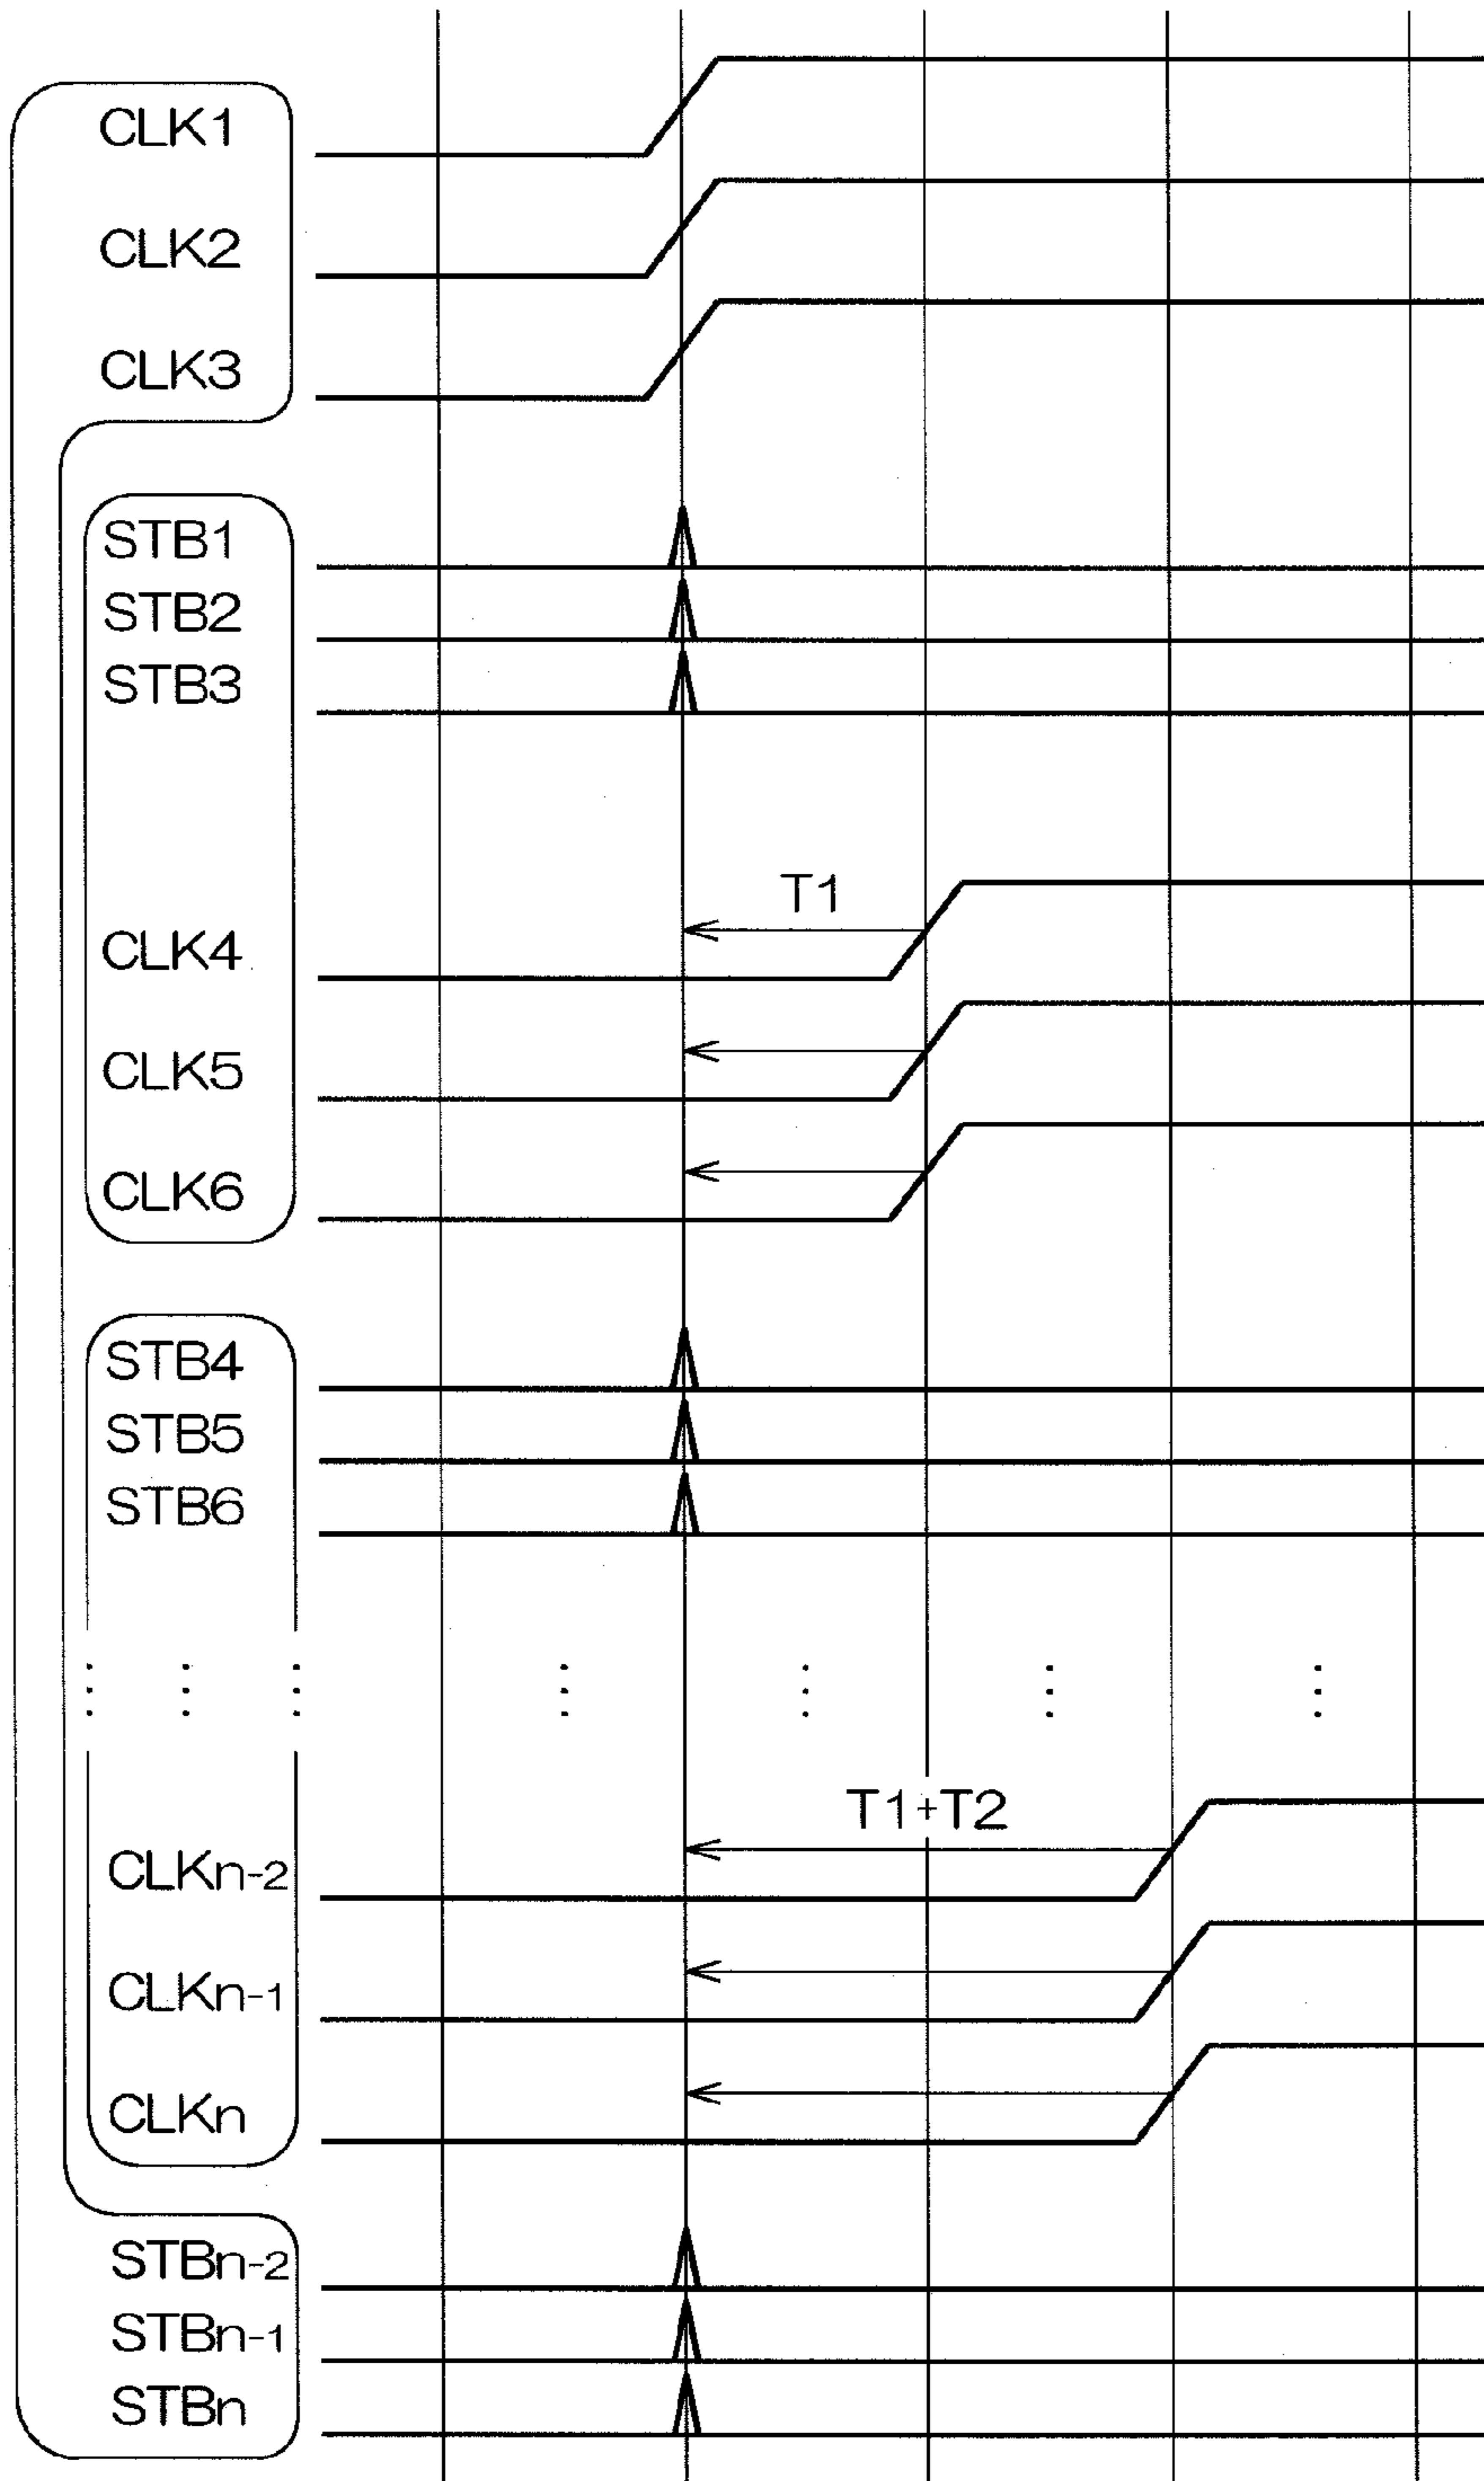 CLK1
CLK2
CLK3
STB1
STB2
STB3
T1
CLK4
CLK5
CLK6
STB4
STB5
STB6
T1+T2
CLKn-2
CLKn-1
CLKn
STBn-2
STBn-1
STBn